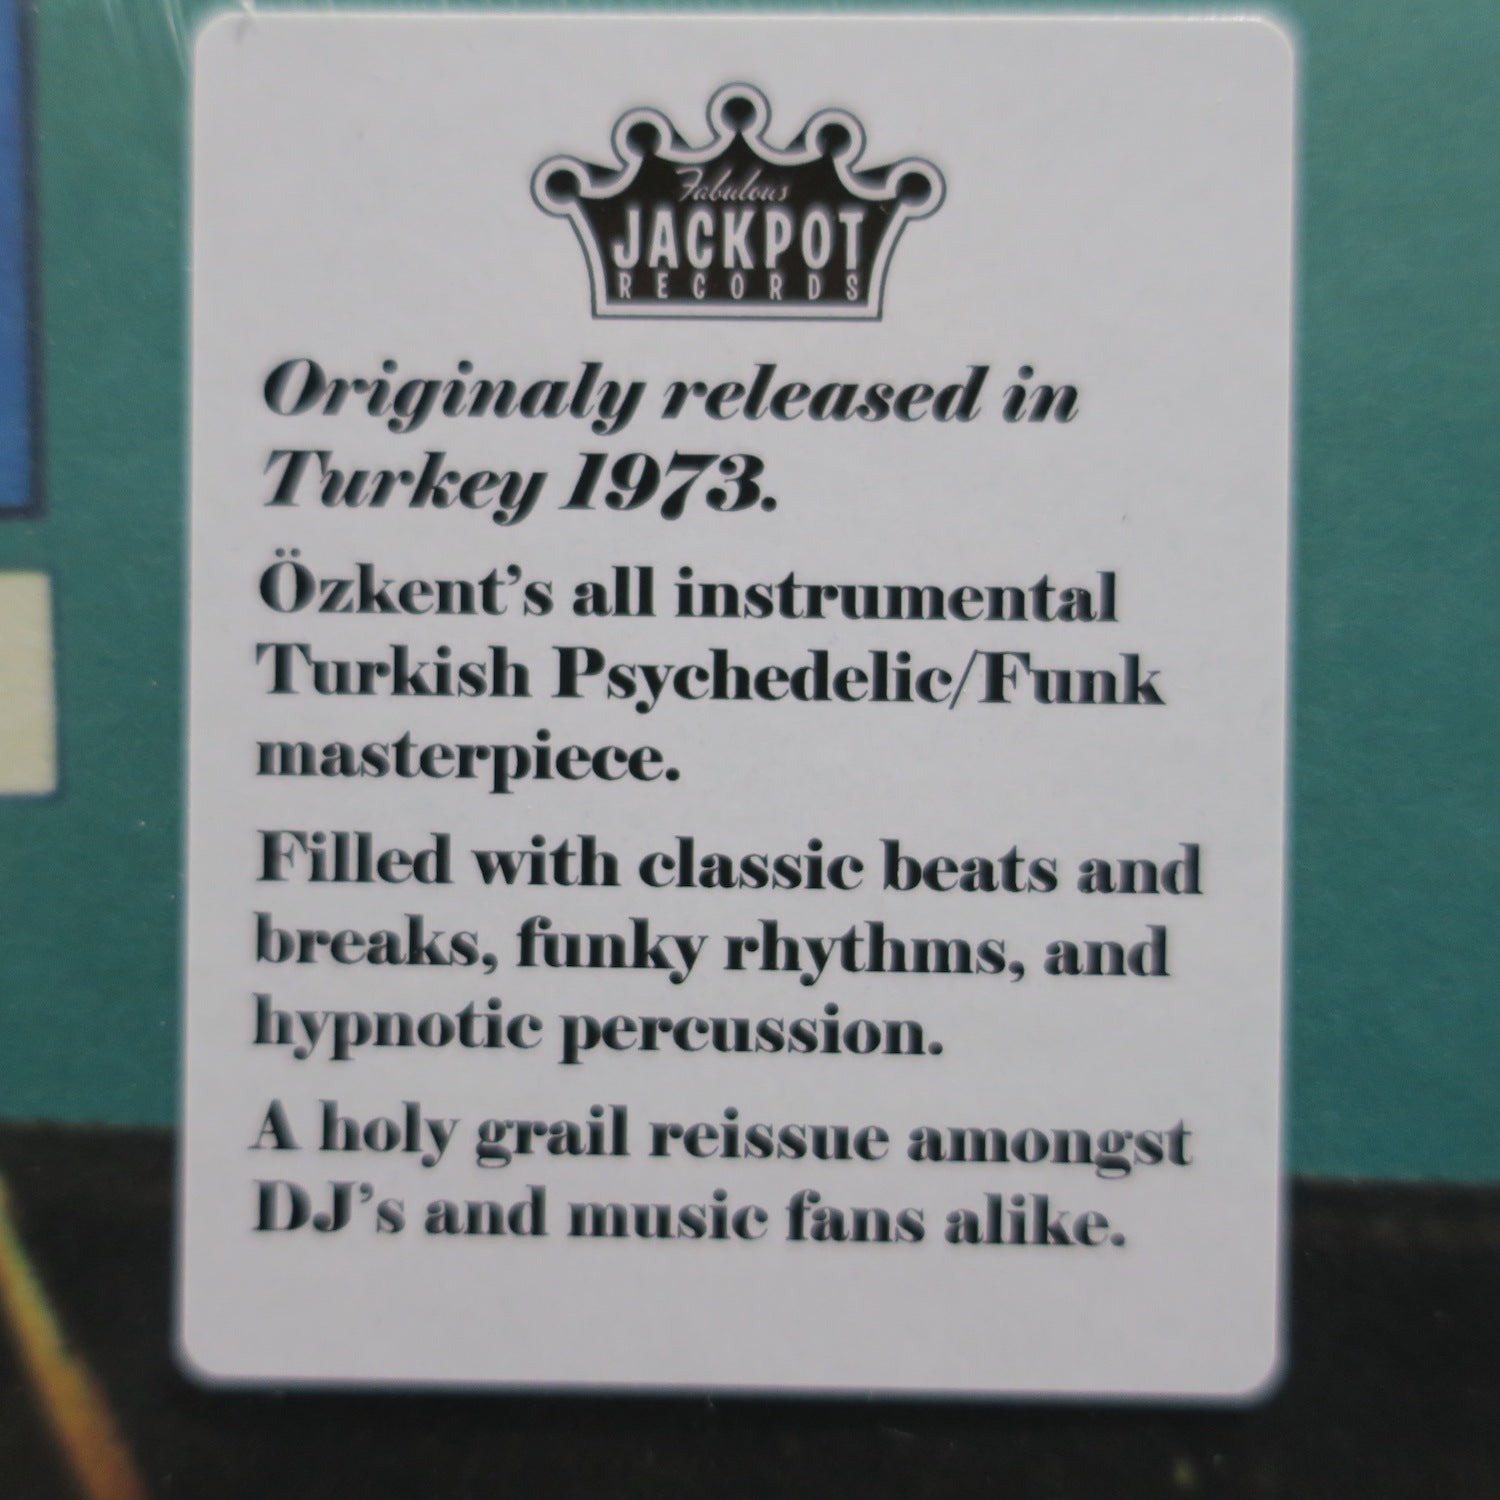 Fabulous
JACKPOT
RECORDS
Originaly released in
Turkey 1973.
Özkent’s all instrumental
Turkish Psychedelic/Funk
masterpiece.
Filled with classic beats and
breaks, funky rhythms, and
hypnotic percussion.
A holy grail reissue amongst
DJ’s and music fans alike.